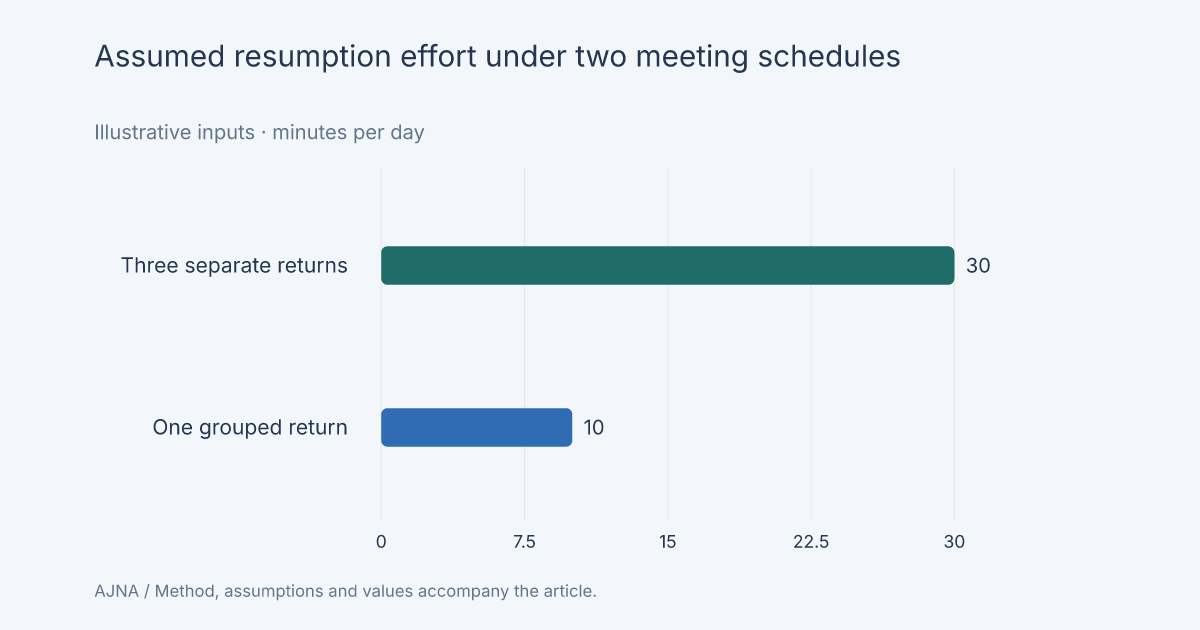 Assumed resumption effort under two meeting schedules
Illustrative inputs · minutes per day
Three separate returns
30
One grouped return
10
0 7.5 15 22.5 30
AJNA / Method, assumptions and values accompany the article.